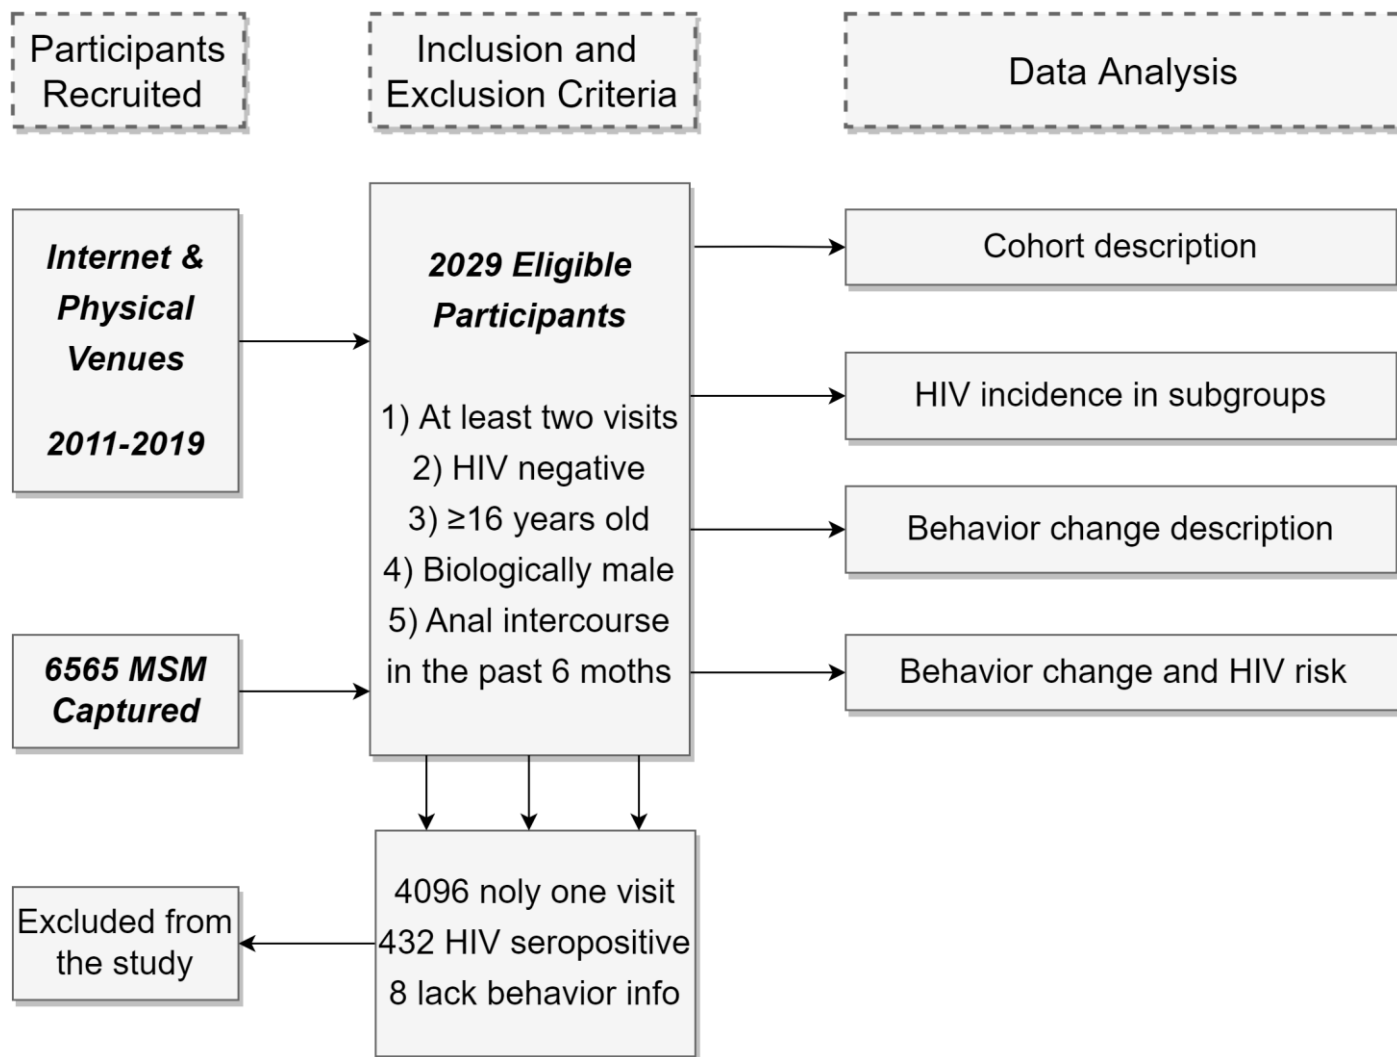 Participants
Recruited
Inclusion and
Exclusion Criteria
Data Analysis
Internet &
Physical
Venues
2011-2019
6565 MSM
Captured
2029 Eligible
Participants
1) At least two visits
2) HIV negative
3) ≥16 years old
4) Biologically male
5) Anal intercourse
in the past 6 moths
Cohort description
HIV incidence in subgroups
Behavior change description
Behavior change and HIV risk
4096 noly one visit
432 HIV seropositive
8 lack behavior info
Excluded from
the study